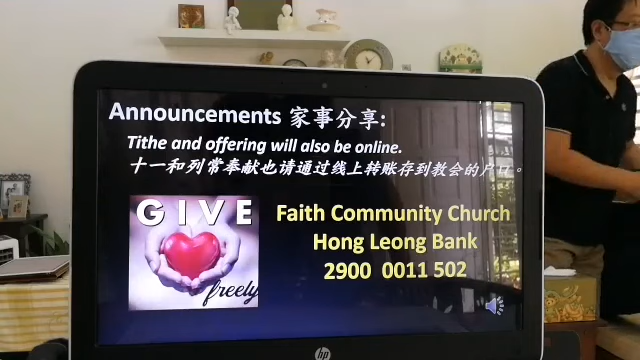 Announcements 家事分享:
Tithe and offering will also be online.
十一和列常奉献也请通过线上转账存到教会的户口。
GIVE
freely
Faith Community Church
Hong Leong Bank
2900 0011 502
hp